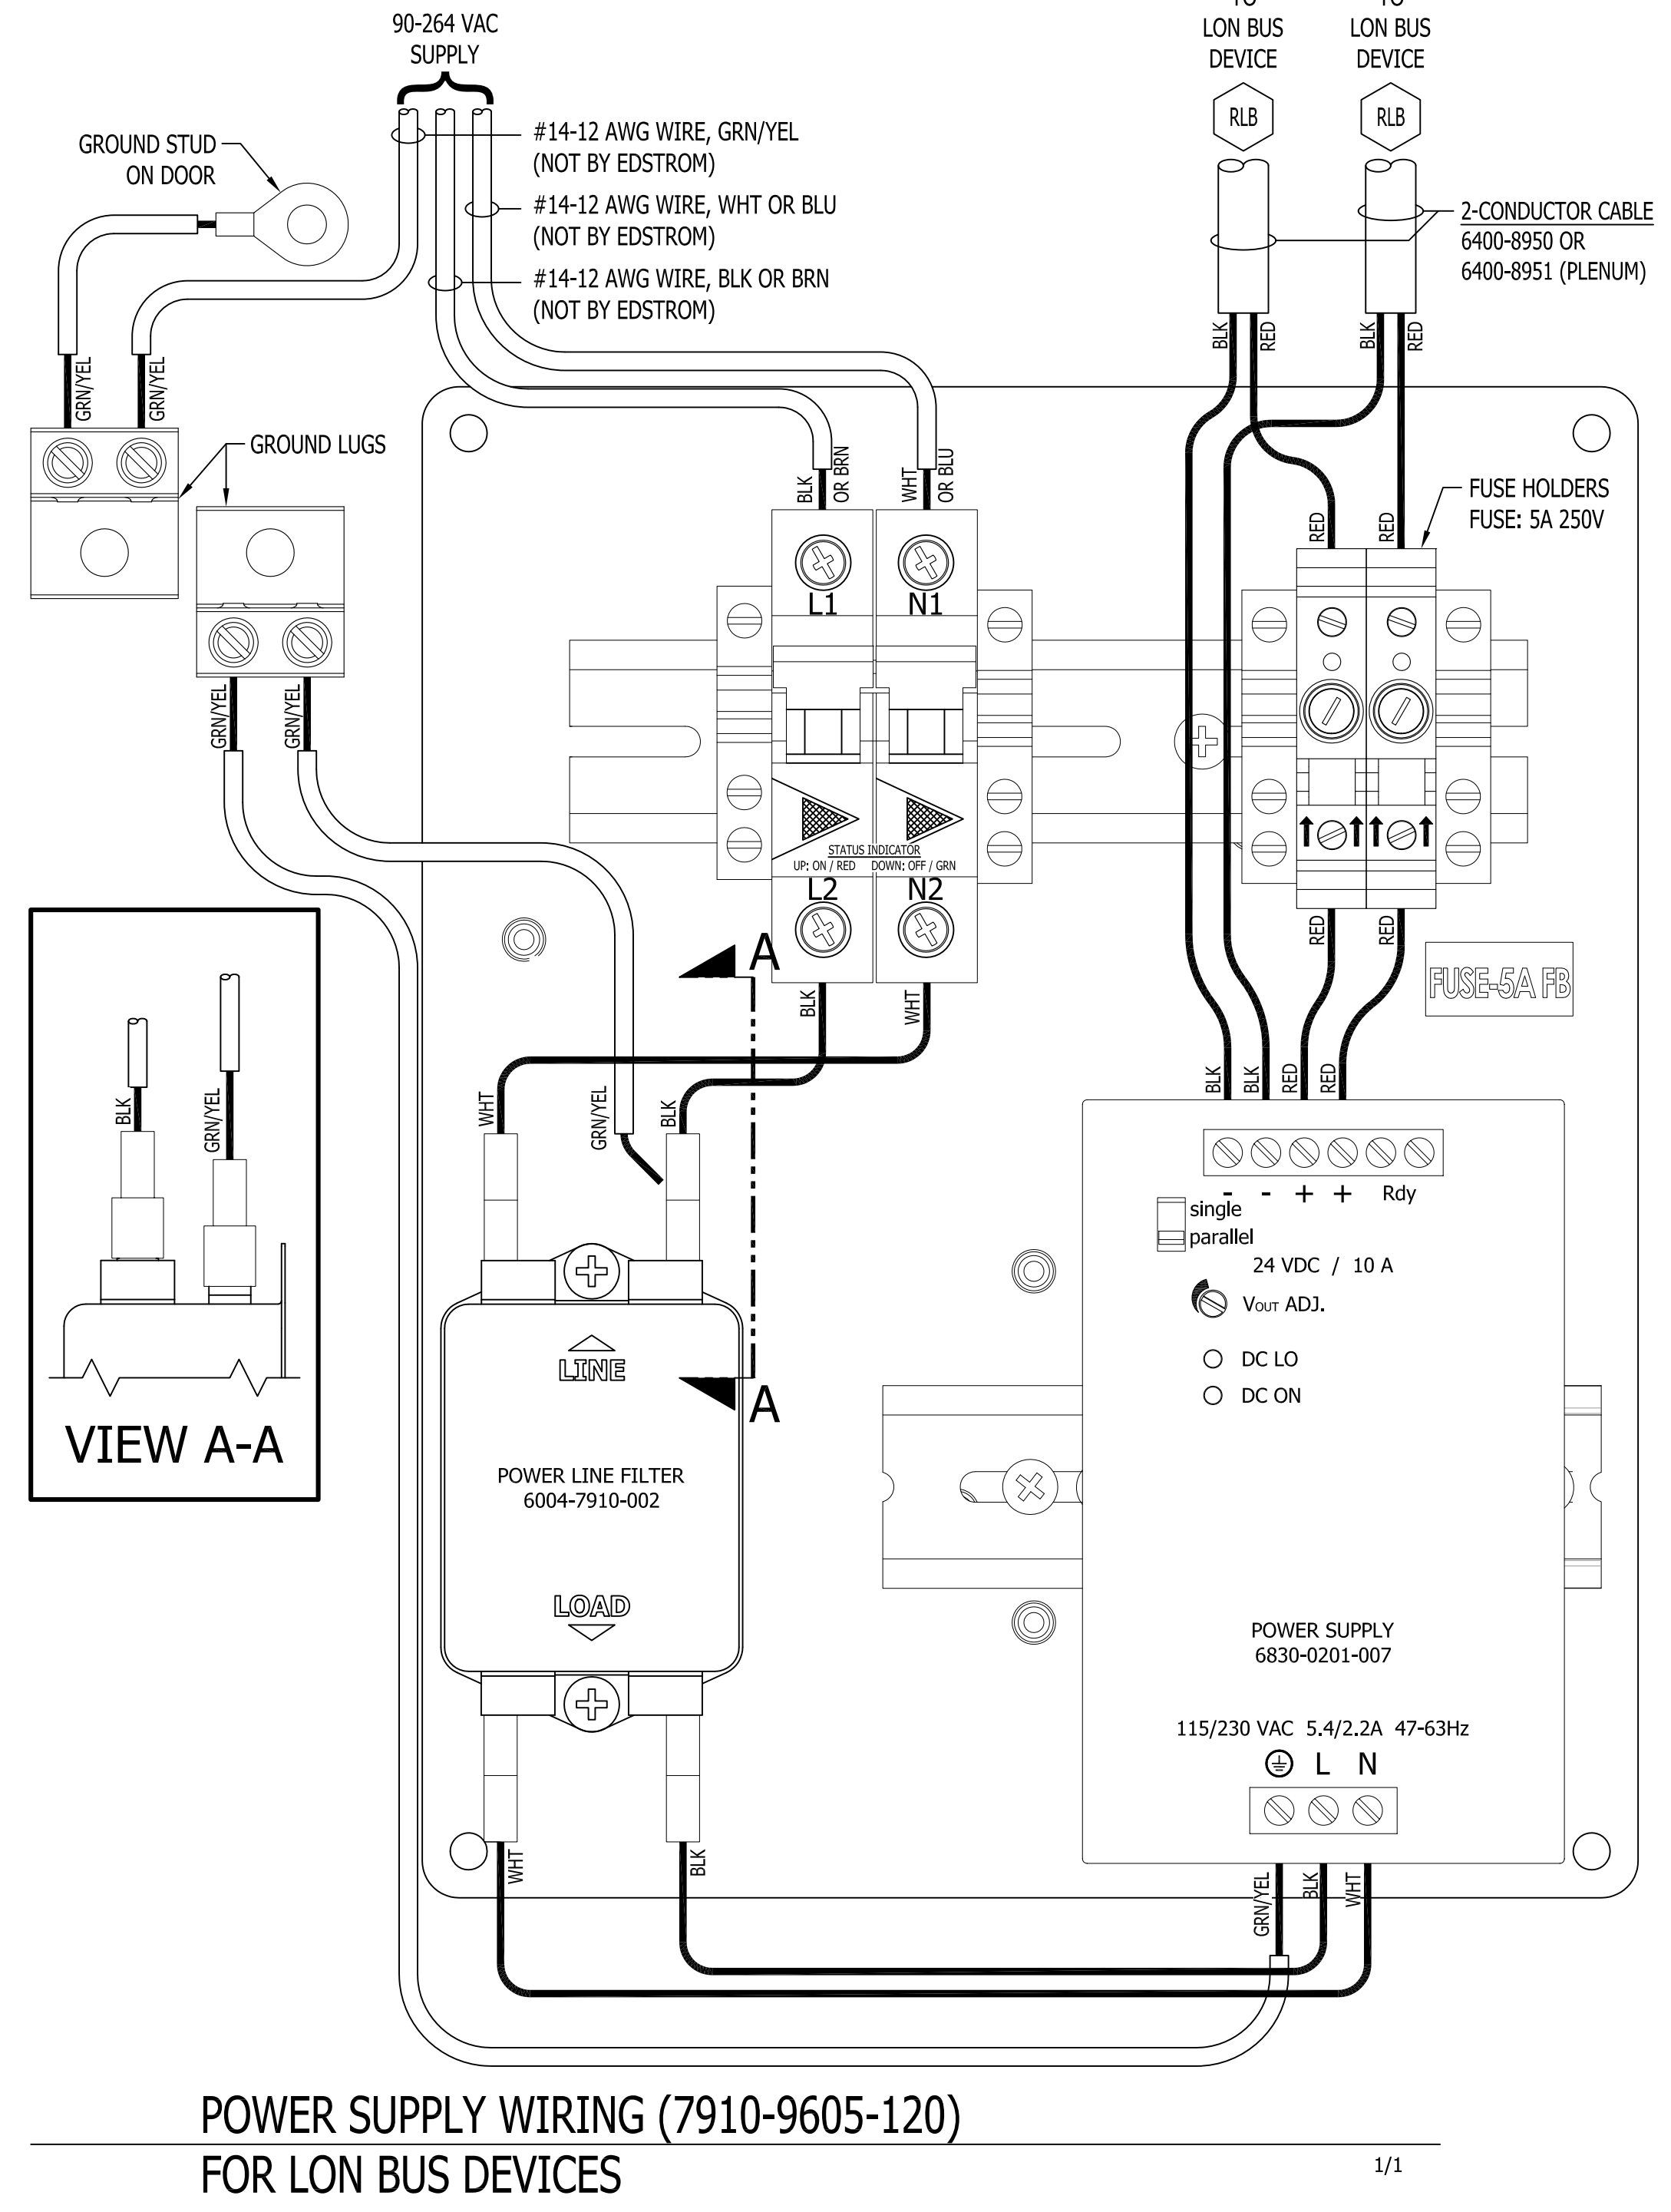 90-264 VAC
SUPPLY
TO
LON BUS
DEVICE
TO
LON BUS
DEVICE
RLB
RLB
GROUND STUD
ON DOOR
#14-12 AWG WIRE, GRN/YEL
(NOT BY EDSTROM)
#14-12 AWG WIRE, WHT OR BLU
(NOT BY EDSTROM)
#14-12 AWG WIRE, BLK OR BRN
(NOT BY EDSTROM)
2-CONDUCTOR CABLE
6400-8950 OR
6400-8951 (PLENUM)
BLK
RED
BLK
RED
GRN/YEL
GRN/YEL
GROUND LUGS
BLK
OR BRN
WHT
OR BLU
FUSE HOLDERS
FUSE: 5A 250V
RED
RED
L1
N1
GRN/YEL
GRN/YEL
STATUS INDICATOR
UP: ON / RED DOWN: OFF / GRN
L2
N2
RED
RED
A
FUSE-5A FB
BLK
WHT
BLK
GRN/YEL
WHT
GRN/YEL
BLK
BLK
BLK
RED
RED
- - + + Rdy
single
parallel
24 VDC / 10 A
VOUT ADJ.
DC LO
DC ON
LINE
A
VIEW A-A
POWER LINE FILTER
6004-7910-002
LOAD
POWER SUPPLY
6830-0201-007
115/230 VAC 5.4/2.2A 47-63Hz
L N
WHT
BLK
GRN/YEL
BLK
WHT
POWER SUPPLY WIRING (7910-9605-120)
FOR LON BUS DEVICES
1/1